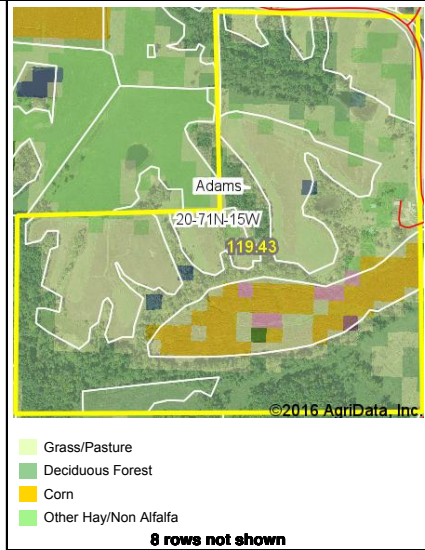 Adams
20-71N-15W
119.43
©2016 AgriData, Inc.
Grass/Pasture
Deciduous Forest
Corn
Other Hay/Non Alfalfa
8 rows not shown